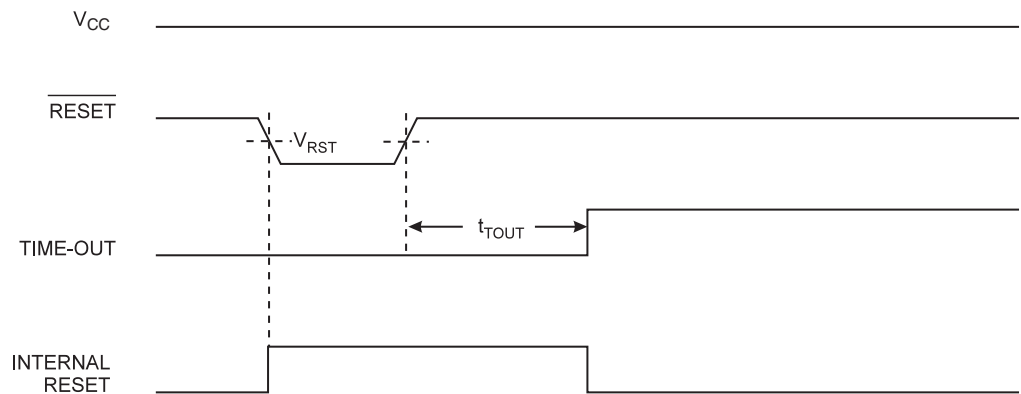 VCC
RESET
VRST
tTOUT
TIME-OUT
INTERNAL
RESET